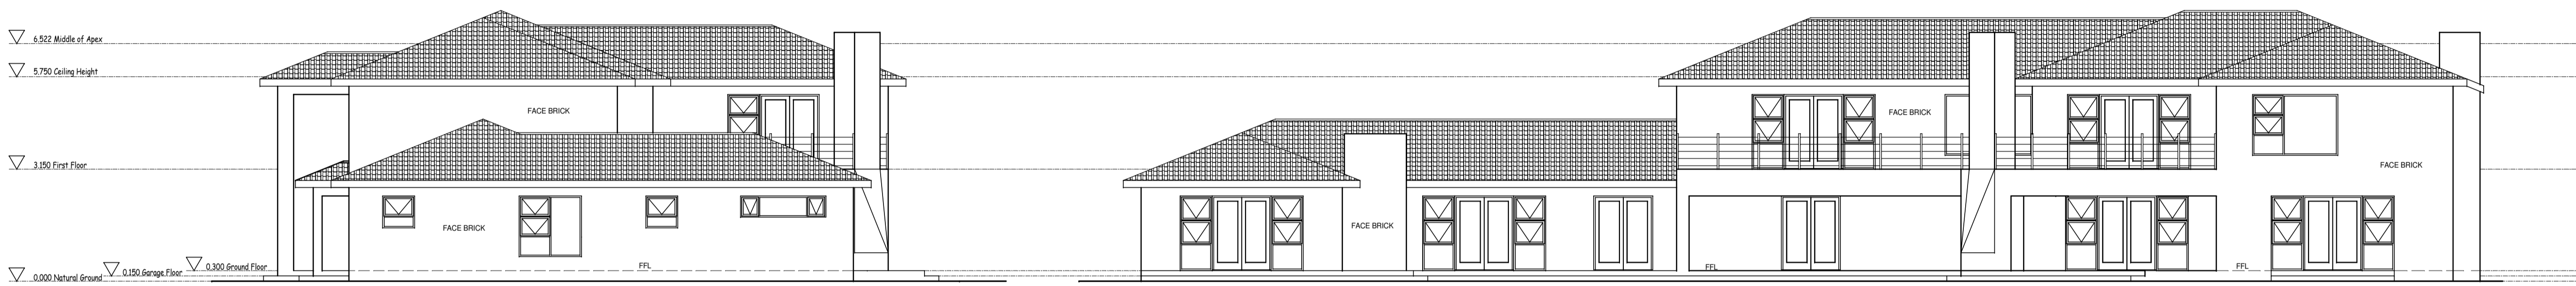 6.522 Middle of Apex
5.750 Ceiling Height
FACE BRICK
FACE BRICK
3.150 First Floor
FACE BRICK
FACE BRICK
FACE BRICK
0.300 Ground Floor
FFL
FFL
FFL
0.150 Garage Floor
0.000 Natural Ground